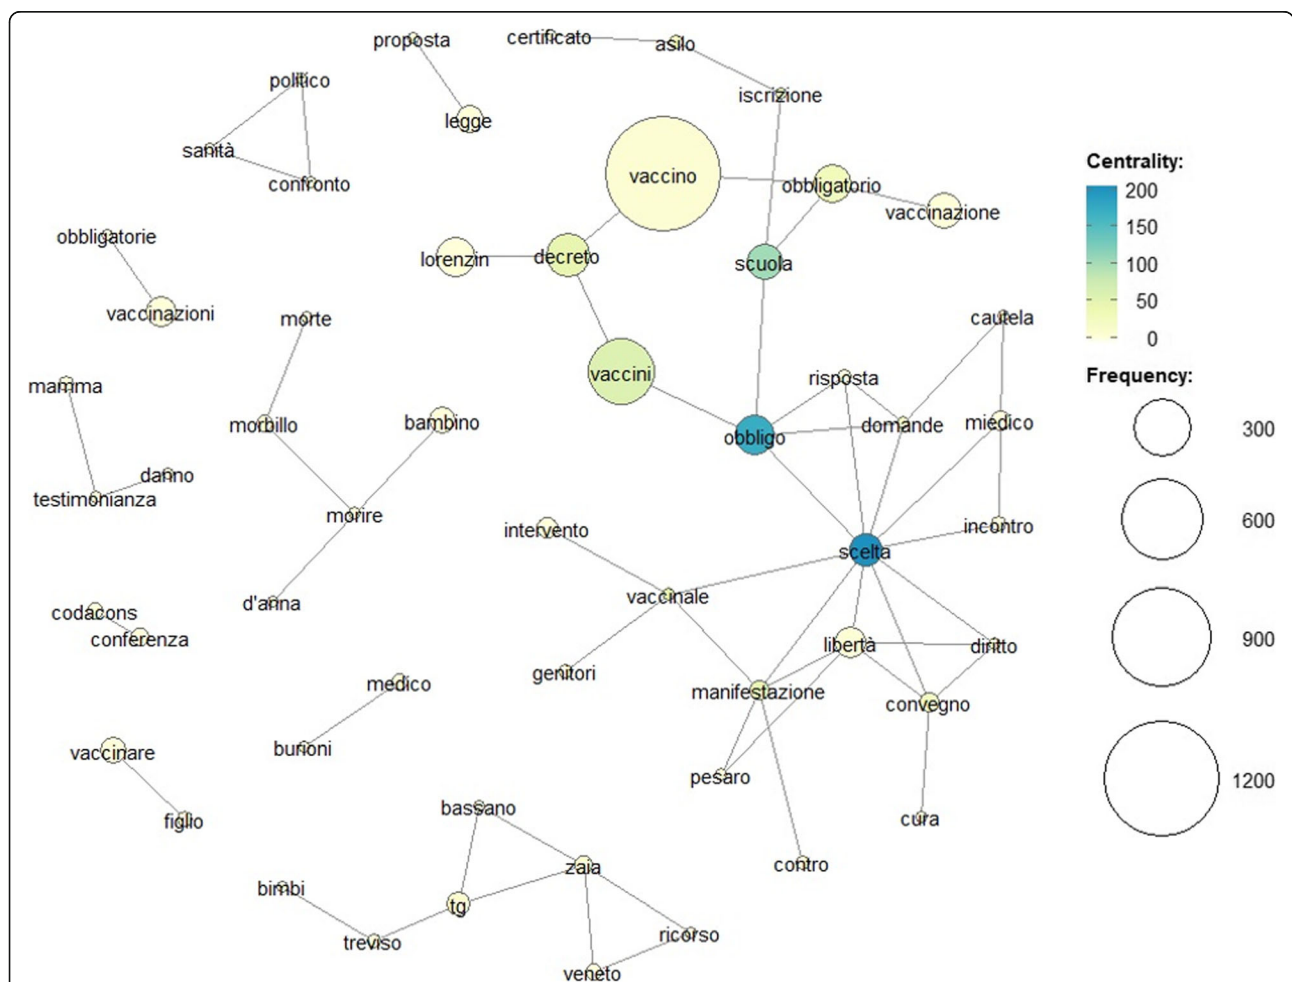 proposta
certificato
asilo
politico
iscrizione
legge
sanità
confronto
vaccino
obbligatorio
vaccinazione
obbligatorie
lorenzin
decreto
scuola
vaccinazioni
morte
cautela
mamma
vaccini
risposta
morbillo
bambino
obbligo
domande
miedico
danno
testimonianza
morire
intervento
incontro
scelta
d'anna
vaccinale
codacons
conferenza
libertà
diritto
genitori
medico
manifestazione
convegno
burioni
vaccinare
pesaro
figlio
bassano
cura
zaia
contro
bimbi
tg
treviso
ricorso
veneto
Centrality:
200
150
100
50
0
Frequency:
300
600
900
1200